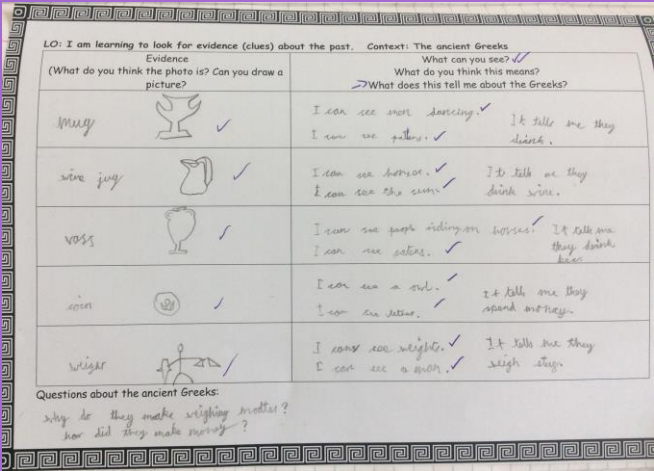 LO: I am learning to look for evidence (clues) about the past. Context: The ancient Greeks
Evidence
(What do you think the photo is? Can you draw a
picture?)
What can you see?
What do you think this means?
What does this tell me about the Greeks?
mug
I can see men dancing.
I can see pattens.
It tells me they
drink.
wine jug
I can see horses.
I can see the
It tells me they
drink wine.
vass
I can see people riding on horses.
I can see patens.
It tells me
they drink
beer.
coin
I can see a owl.
I can see letters.
It tells me they
spend money.
weight
I can see weights.
I can see a man.
It tells me they
weigh
Questions about the ancient Greeks:
why do they make weighing
how did they make money?